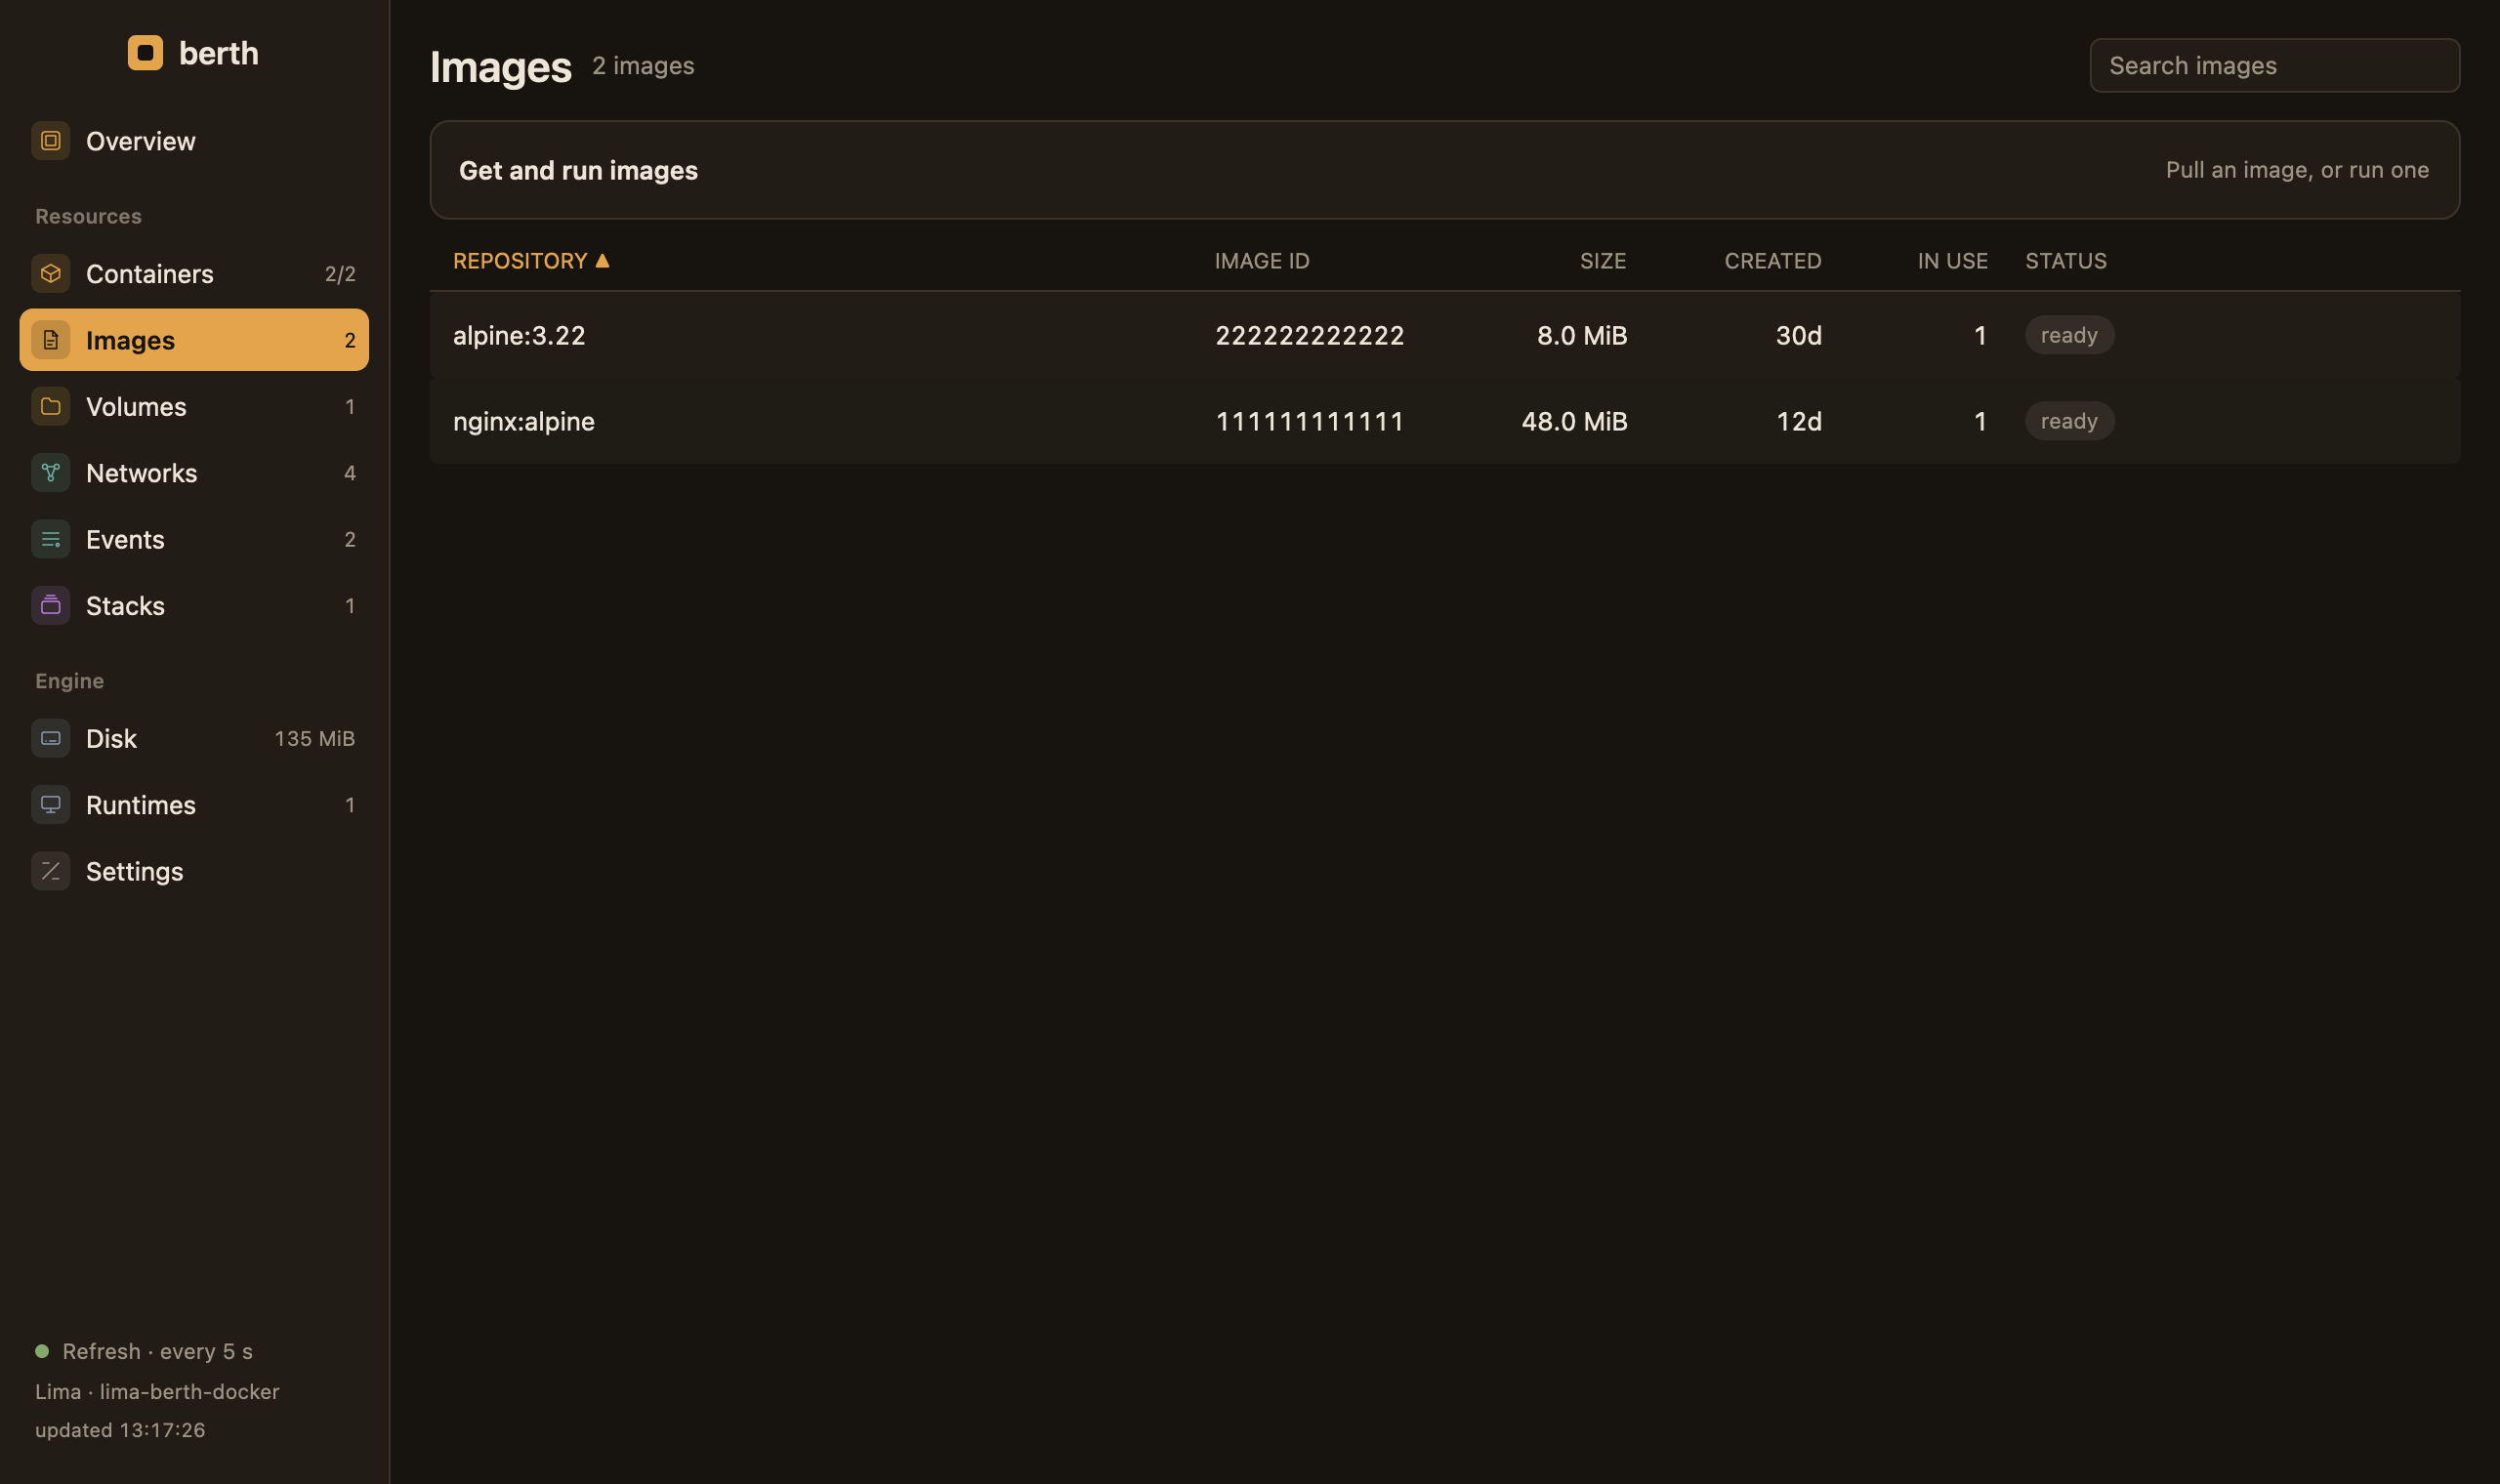 berth
Overview
Resources
Containers 2/2
Images 2
Volumes 1
Networks 4
Events 2
Stacks 1
Engine
Disk 135 MiB
Runtimes 1
Settings
Refresh · every 5 s
Lima · lima-berth-docker
updated 13:17:26
Images 2 images
Search images
Get and run images
Pull an image, or run one
REPOSITORY ▲ IMAGE ID SIZE CREATED IN USE STATUS
alpine:3.22 222222222222 8.0 MiB 30d 1 ready
nginx:alpine 111111111111 48.0 MiB 12d 1 ready